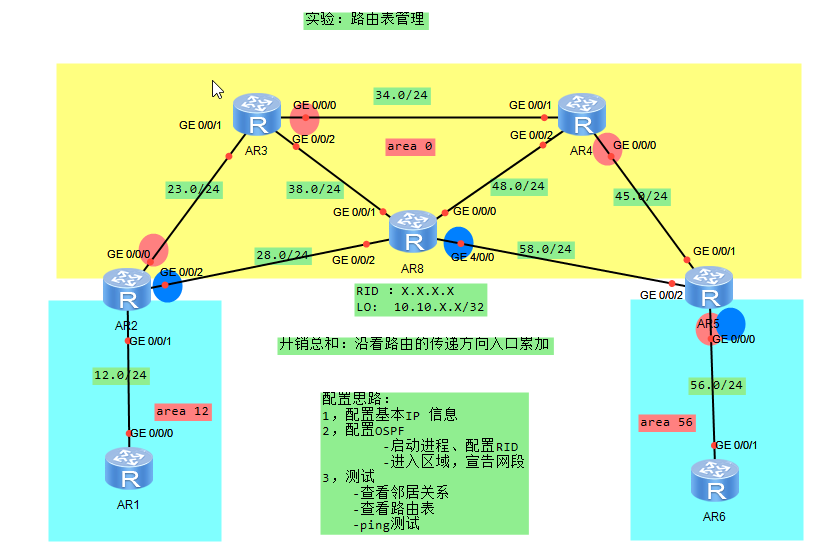 实验：路由表管理
34.0/24
GE 0/0/0
GE 0/0/1
GE 0/0/1
GE 0/0/2
GE 0/0/2
AR3
area 0
AR4
GE 0/0/0
23.0/24
38.0/24
48.0/24
45.0/24
GE 0/0/1
GE 0/0/0
GE 0/0/0
28.0/24
GE 0/0/2
AR8
GE 4/0/0
58.0/24
GE 0/0/1
GE 0/0/2
GE 0/0/2
AR2
RID ：X.X.X.X
LO: 10.10.X.X/32
AR5
GE 0/0/1
GE 0/0/0
开销总和：沿着路由的传递方向入口累加
12.0/24
area 12
56.0/24
area 56
配置思路：
1，配置基本IP 信息
2，配置OSPF
-启动进程、配置RID
-进入区域，宣告网段
3，测试
-查看邻居关系
-查看路由表
-ping测试
GE 0/0/0
GE 0/0/1
AR1
AR6